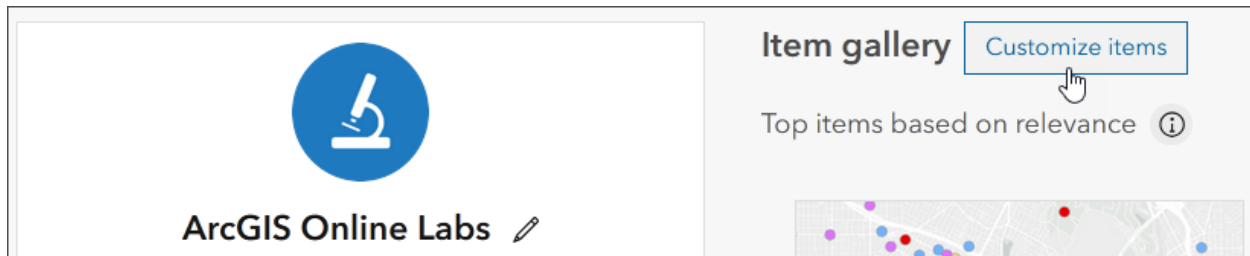 Item gallery
Customize items
Top items based on relevance
ArcGIS Online Labs